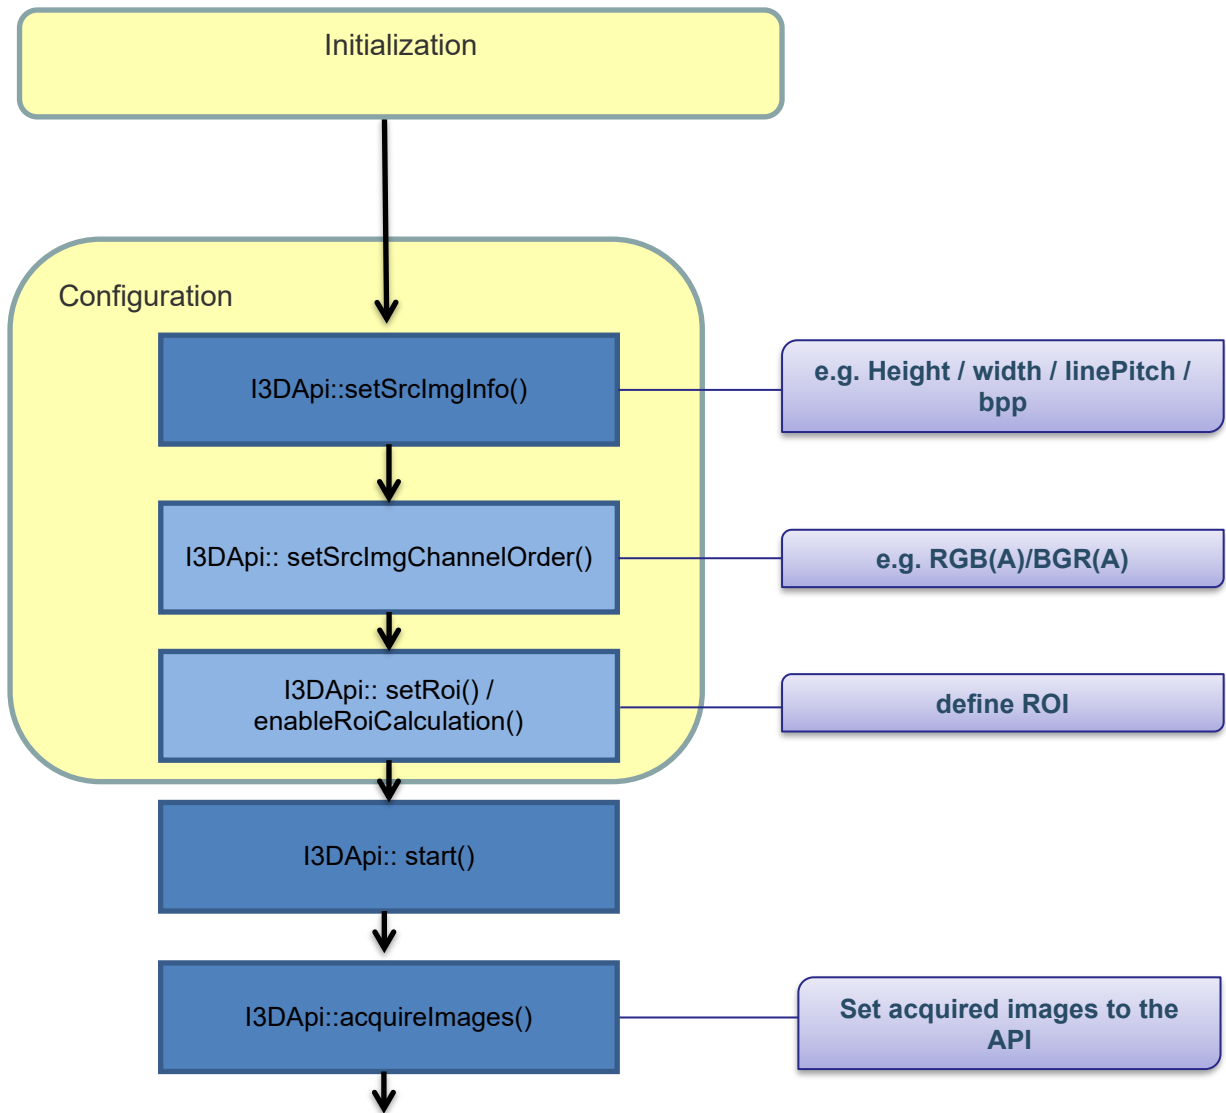 Initialization
Configuration
I3DApi::setSrcImgInfo()
e.g. Height / width / linePitch /
bpp
I3DApi:: setSrcImgChannelOrder()
e.g. RGB(A)/BGR(A)
I3DApi:: setRoi() /
enableRoiCalculation()
define ROI
I3DApi:: start()
I3DApi::acquireImages()
Set acquired images to the
API